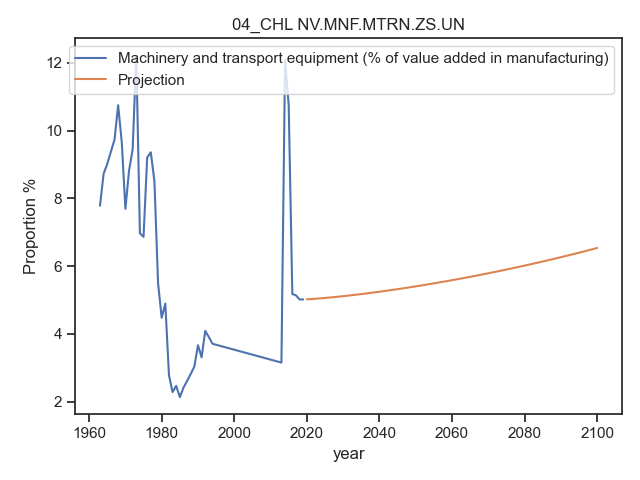 04_CHL NV.MNF.MTRN.ZS.UN
Machinery and transport equipment (% of value added in manufacturing)
Projection
Proportion %
12
10
8
6
4
2
1960 1980 2000 2020 2040 2060 2080 2100
year